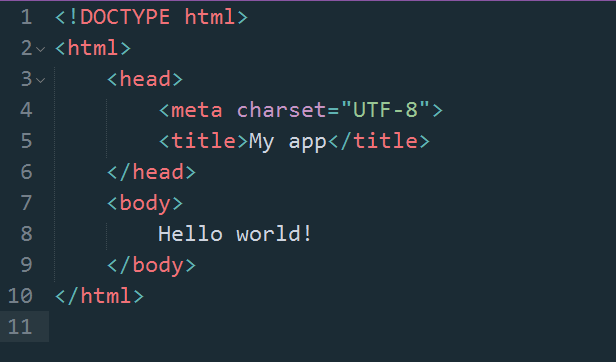 1 <!DOCTYPE html>
2 <html>
3     <head>
4         <meta charset="UTF-8">
5         <title>My app</title>
6     </head>
7     <body>
8         Hello world!
9     </body>
10 </html>
11